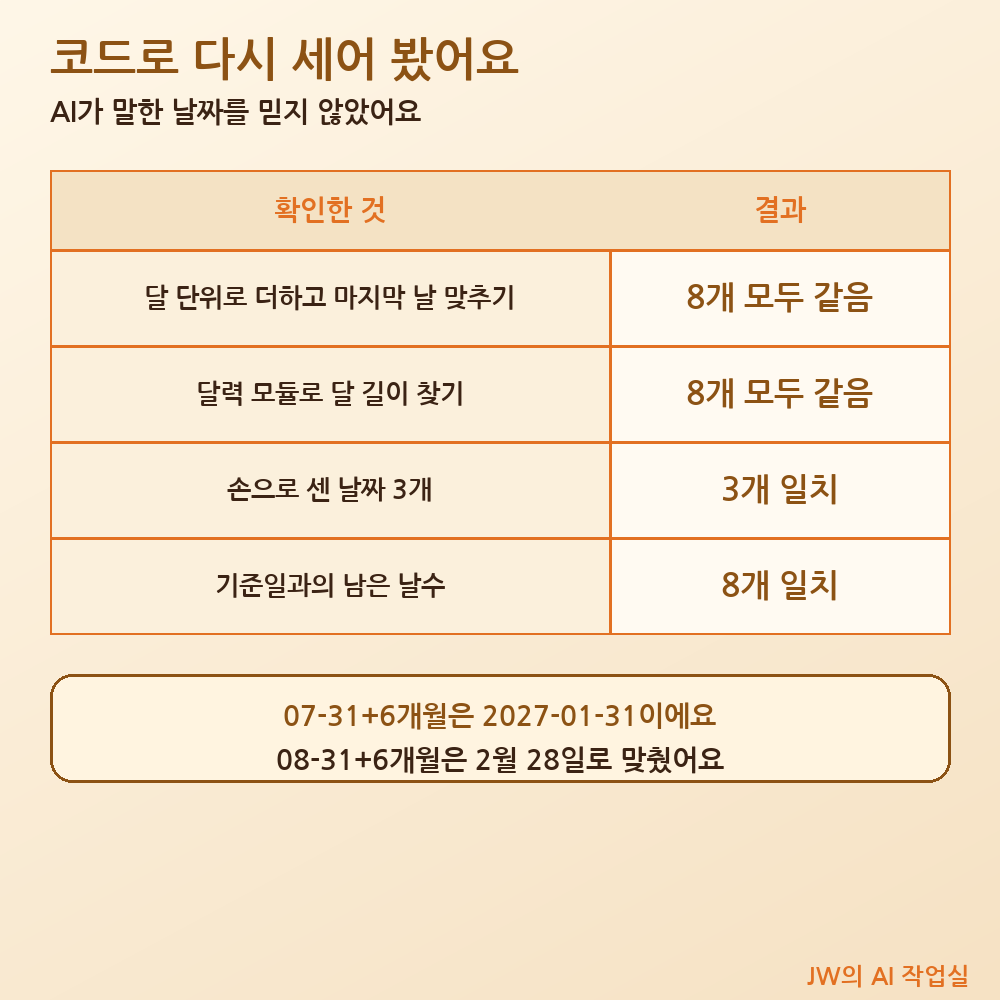 코드로 다시 세어 봤어요
AI가 말한 날짜를 믿지 않았어요
확인한 것 결과
달 단위로 더하고 마지막 날 맞추기 8개 모두 같음
달력 모듈로 달 길이 찾기 8개 모두 같음
손으로 센 날짜 3개 3개 일치
기준일과의 남은 날수 8개 일치
07-31+6개월은 2027-01-31이에요
08-31+6개월은 2월 28일로 맞췄어요
JW의 AI 작업실